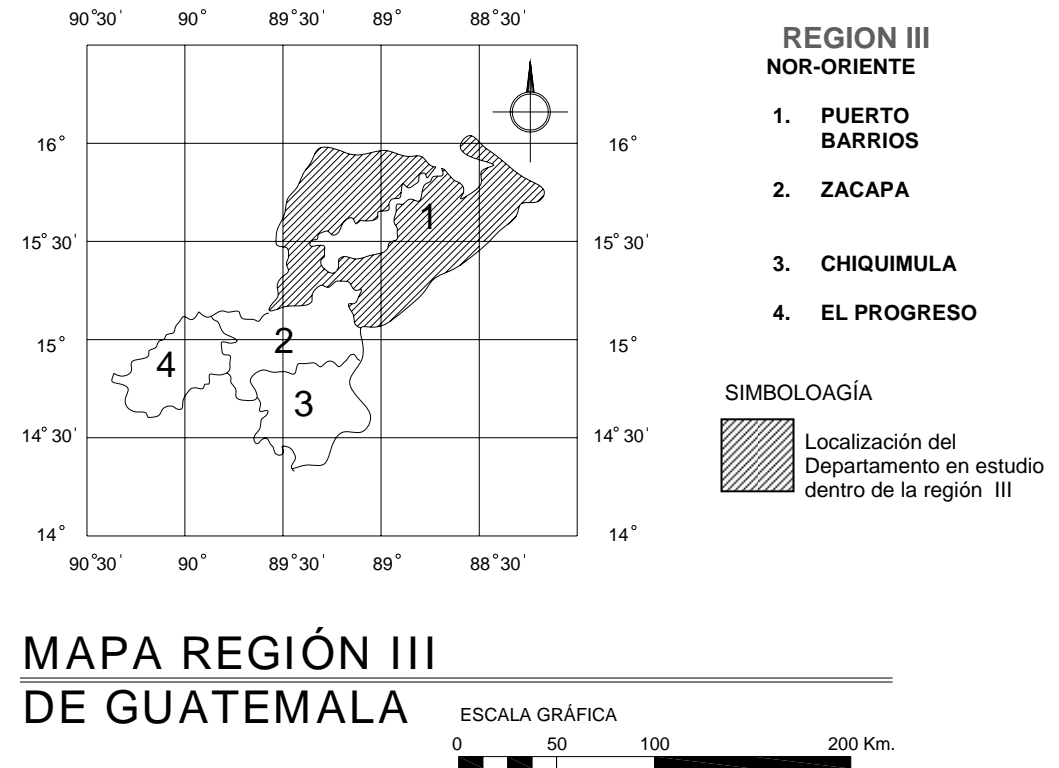 90°30' 90° 89°30' 89° 88°30'
REGION III
NOR-ORIENTE
1. PUERTO
BARRIOS
2. ZACAPA
3. CHIQUIMULA
4. EL PROGRESO
16° 16°
1
15°30' 15°30'
2
15° 15°
4
3
14°30' 14°30'
14° 14°
90°30' 90° 89°30' 89° 88°30'
SIMBOLOAGÍA
Localización del
Departamento en estudio
dentro de la región III
MAPA REGIÓN III
DE GUATEMALA
ESCALA GRÁFICA
0 50 100 200 Km.